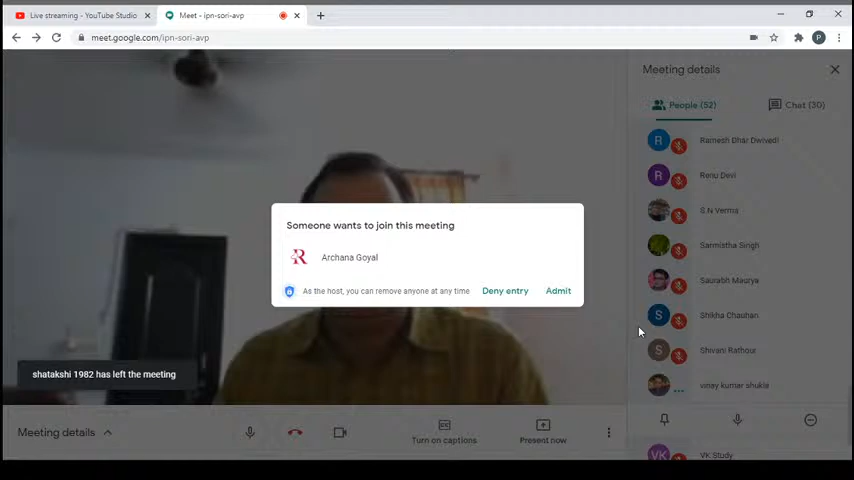 Live streaming - YouTube Studio
Meet - ipn-sori-avp
meet.google.com/ipn-sori-avp
P
Meeting details
People (52)
Chat (30)
R
Ramesh Dhar Dwivedi
R
Renu Devi
S.N Verma
Sarmistha Singh
Saurabh Maurya
S
Shikha Chauhan
S
Shivani Rathour
vinay kumar shukla
VK
VK Study
Someone wants to join this meeting
R
Archana Goyal
As the host, you can remove anyone at any time
Deny entry
Admit
shatakshi 1982 has left the meeting
Meeting details
CC
Turn on captions
Present now